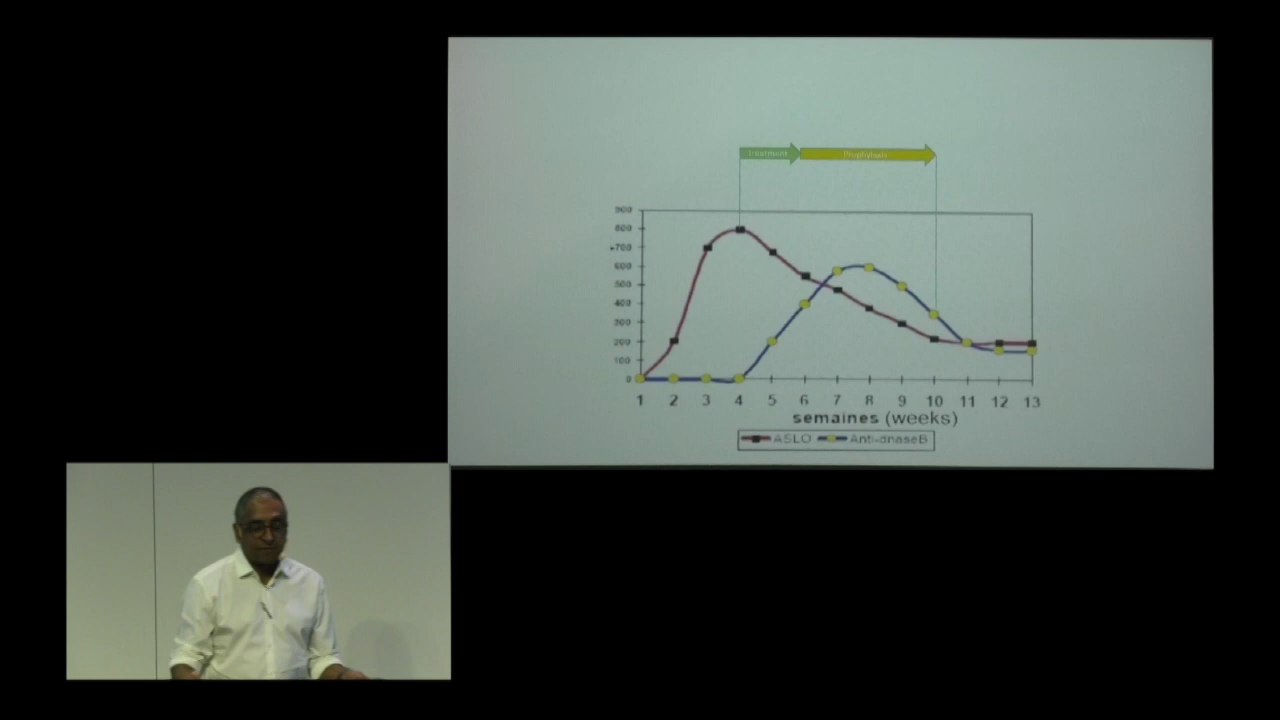 Treatment Prophylaxis
900
800
700
600
500
400
300
200
100
0
1 2 3 4 5 6 7 8 9 10 11 12 13
semaines (weeks)
ASLO Anti-dnaseB